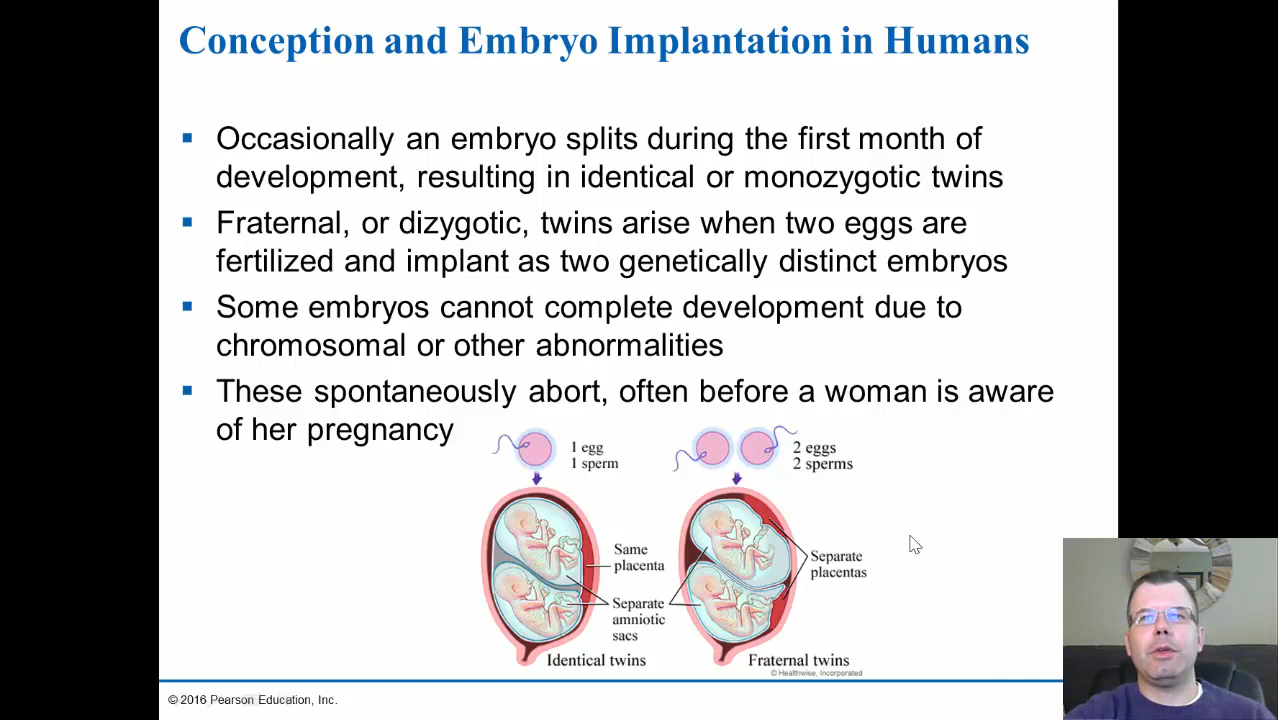 Conception and Embryo Implantation in Humans
▪ Occasionally an embryo splits during the first month of
development, resulting in identical or monozygotic twins
▪ Fraternal, or dizygotic, twins arise when two eggs are
fertilized and implant as two genetically distinct embryos
▪ Some embryos cannot complete development due to
chromosomal or other abnormalities
▪ These spontaneously abort, often before a woman is aware
of her pregnancy
1 egg
1 sperm
2 eggs
2 sperms
Same
placenta
Separate
placentas
Separate
amniotic
sacs
Identical twins
Fraternal twins
© Healthwise, Incorporated
© 2016 Pearson Education, Inc.